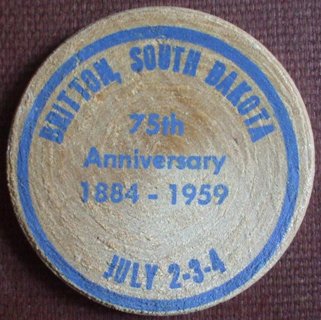 BRITTON, SOUTH DAKOTA
75th
Anniversary
1884 - 1959
JULY 2-3-4